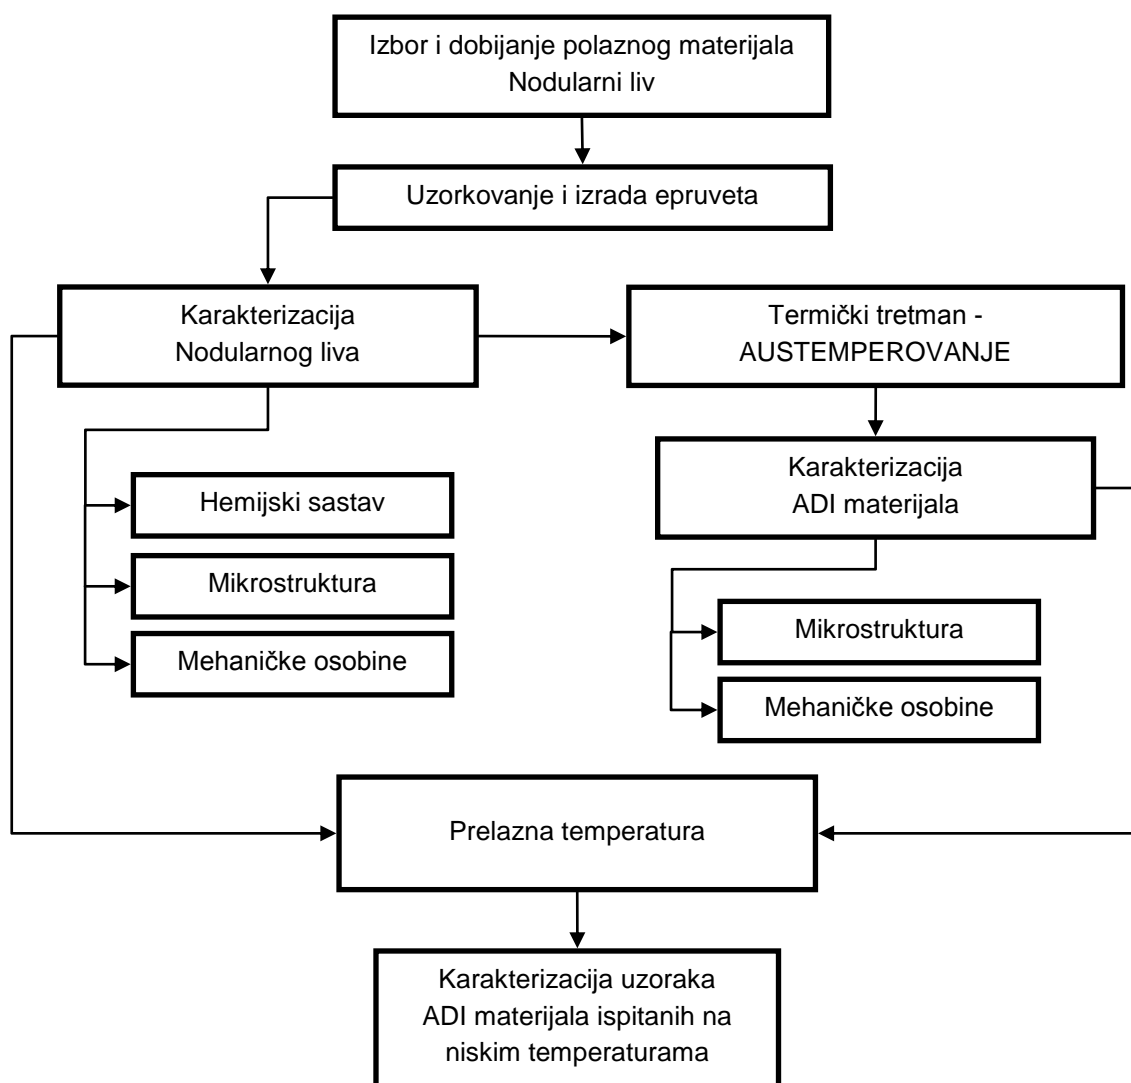 Izbor i dobijanje polaznog materijala
Nodularni liv
Uzorkovanje i izrada epruveta
Karakterizacija
Nodularnog liva
Termički tretman -
AUSTEMPEROVANJE
Karakterizacija
ADI materijala
Hemijski sastav
Mikrostruktura
Mehaničke osobine
Mikrostruktura
Mehaničke osobine
Prelazna temperatura
Karakterizacija uzoraka
ADI materijala ispitanih na
niskim temperaturama